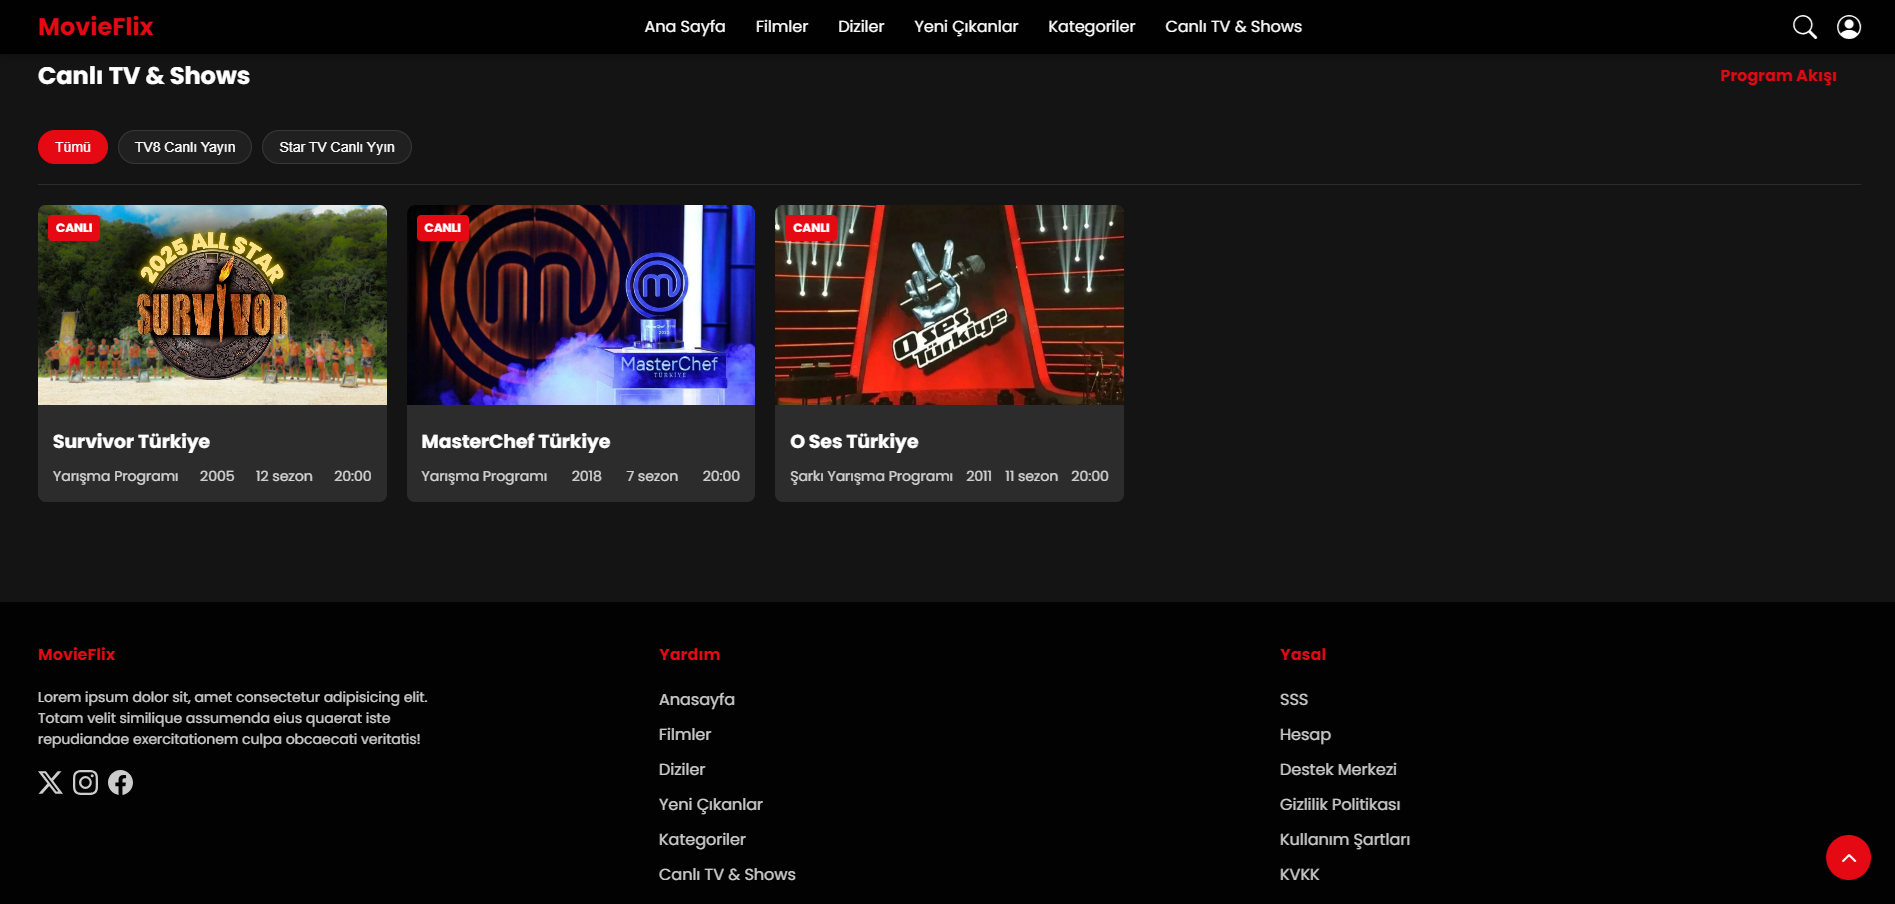 MovieFlix
Ana Sayfa Filmler Diziler Yeni Çıkanlar Kategoriler Canlı TV & Shows
Canlı TV & Shows
Program Akışı
Tümü
TV8 Canlı Yayın
Star TV Canlı Yyın
CANLI
2025 ALL STAR
SURVIVOR
Survivor Türkiye
Yarışma Programı 2005 12 sezon 20:00
CANLI
MasterChef
TÜRKİYE
MasterChef Türkiye
Yarışma Programı 2018 7 sezon 20:00
CANLI
O Ses
Türkiye
O Ses Türkiye
Şarkı Yarışma Programı 2011 11 sezon 20:00
MovieFlix
Lorem ipsum dolor sit, amet consectetur adipisicing elit.
Totam velit similique assumenda eius quaerat iste
repudiandae exercitationem culpa obcaecati veritatis!
Yardım
Anasayfa
Filmler
Diziler
Yeni Çıkanlar
Kategoriler
Canlı TV & Shows
Yasal
SSS
Hesap
Destek Merkezi
Gizlilik Politikası
Kullanım Şartları
KVKK